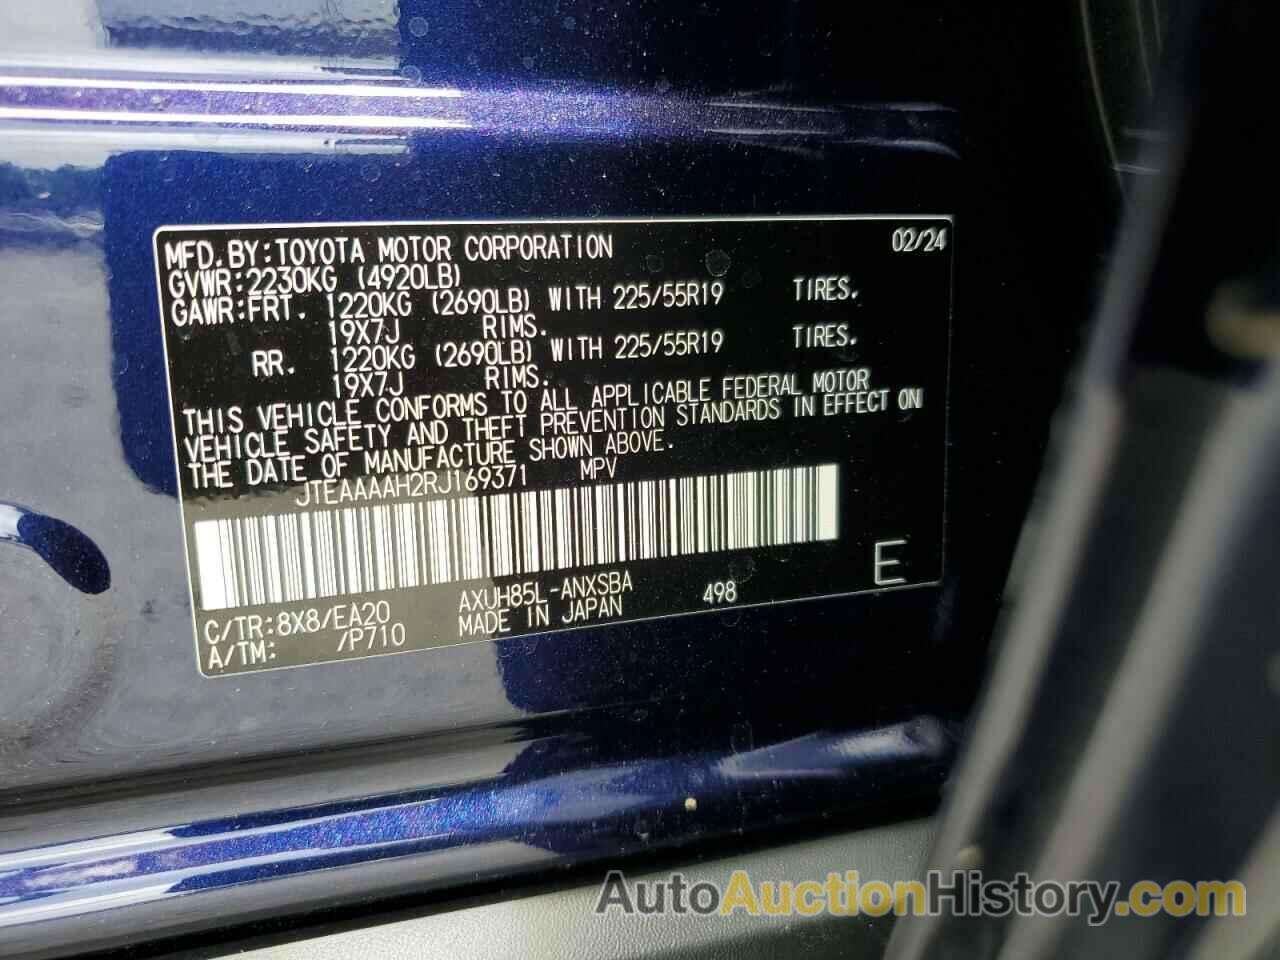 MFD.BY:TOYOTA MOTOR CORPORATION 02/24
GVWR:2230KG (4920LB)
GAWR:FRT. 1220KG (2690LB) WITH 225/55R19 TIRES.
19X7J RIMS.
RR. 1220KG (2690LB) WITH 225/55R19 TIRES.
19X7J RIMS.
THIS VEHICLE CONFORMS TO ALL APPLICABLE FEDERAL MOTOR
VEHICLE SAFETY AND THEFT PREVENTION STANDARDS IN EFFECT ON
THE DATE OF MANUFACTURE SHOWN ABOVE.
JTEAAAAH2RJ169371 MPV
C/TR:8X8/EA20 AXUH85L-ANXSBA 498 E
A/TM: /P710 MADE IN JAPAN
AutoAuctionHistory.com